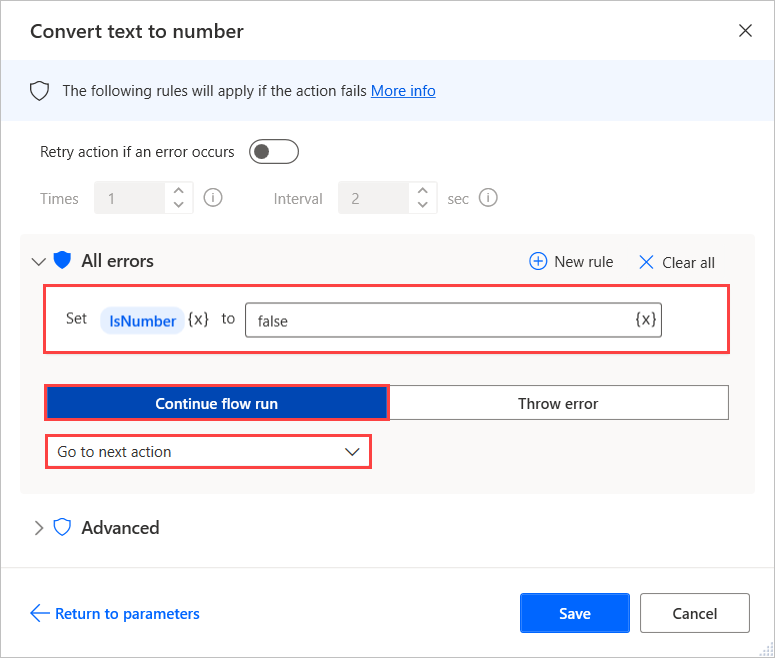 Convert text to number
The following rules will apply if the action fails More info
Retry action if an error occurs
Times 1 Interval 2 sec
All errors New rule Clear all
Set IsNumber {x} to false {x}
Continue flow run Throw error
Go to next action
Advanced
Return to parameters Save Cancel